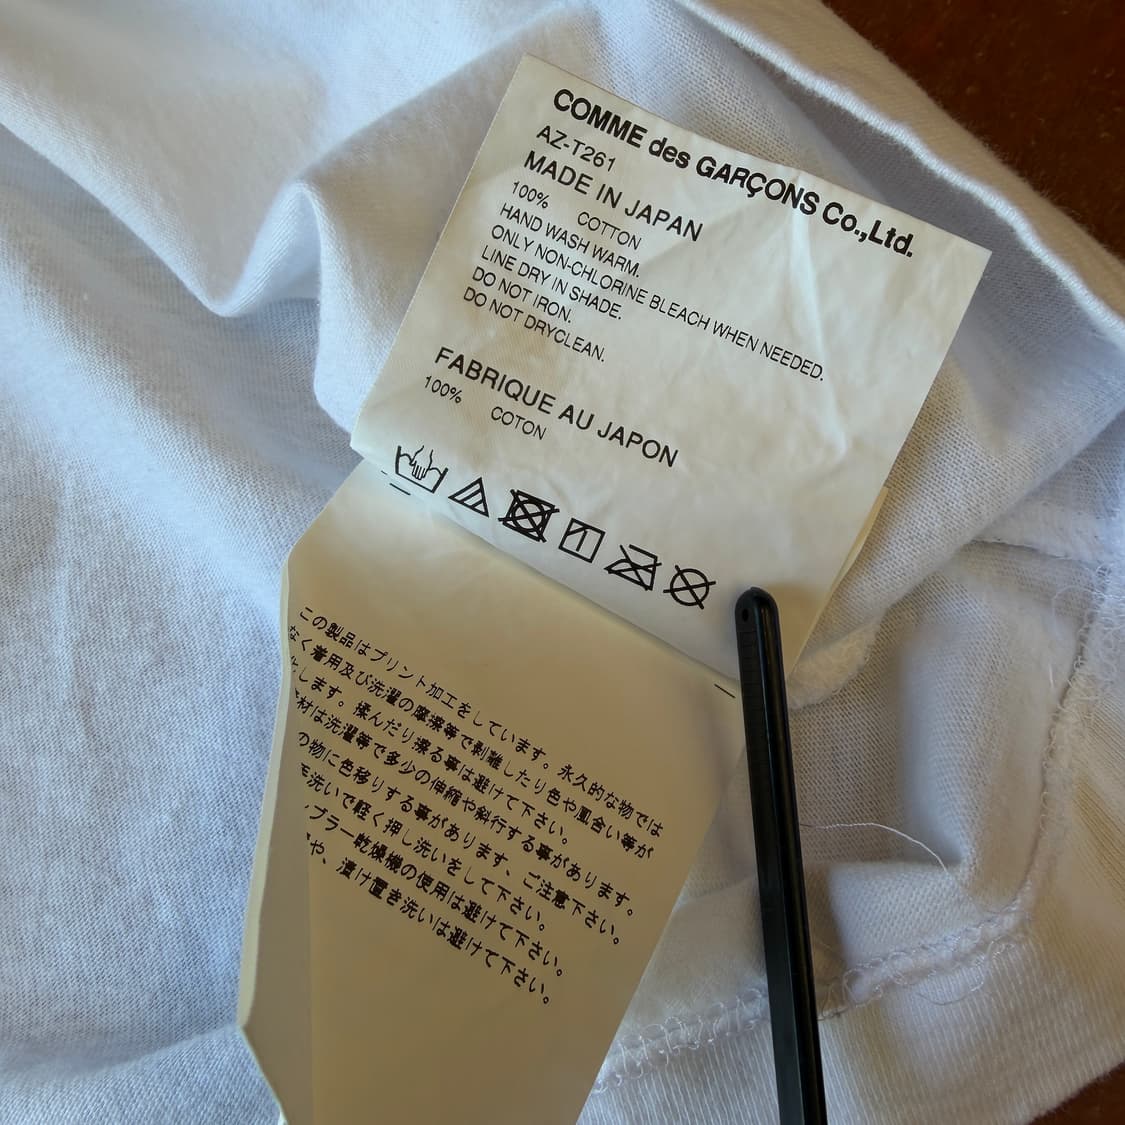 COMME des GARÇONS Co.,Ltd.
AZ-T261
MADE IN JAPAN
100% COTTON
HAND WASH WARM.
ONLY NON-CHLORINE BLEACH WHEN NEEDED.
LINE DRY IN SHADE.
DO NOT IRON.
DO NOT DRYCLEAN.
FABRIQUE AU JAPON
100% COTON
この製品はプリント加工をしています。永久的な物では
なく着用及び洗濯の摩擦等で剥離したり色や風合い等が
化します。揉んだり擦る事は避けて下さい。
素材は洗濯等で多少の伸縮や斜行する事があります。
の物に色移りする事があります、ご注意下さい。
洗いで軽く押し洗いをして下さい。
ブラー乾燥機の使用は避けて下さい。
や、漬け置き洗いは避けて下さい。